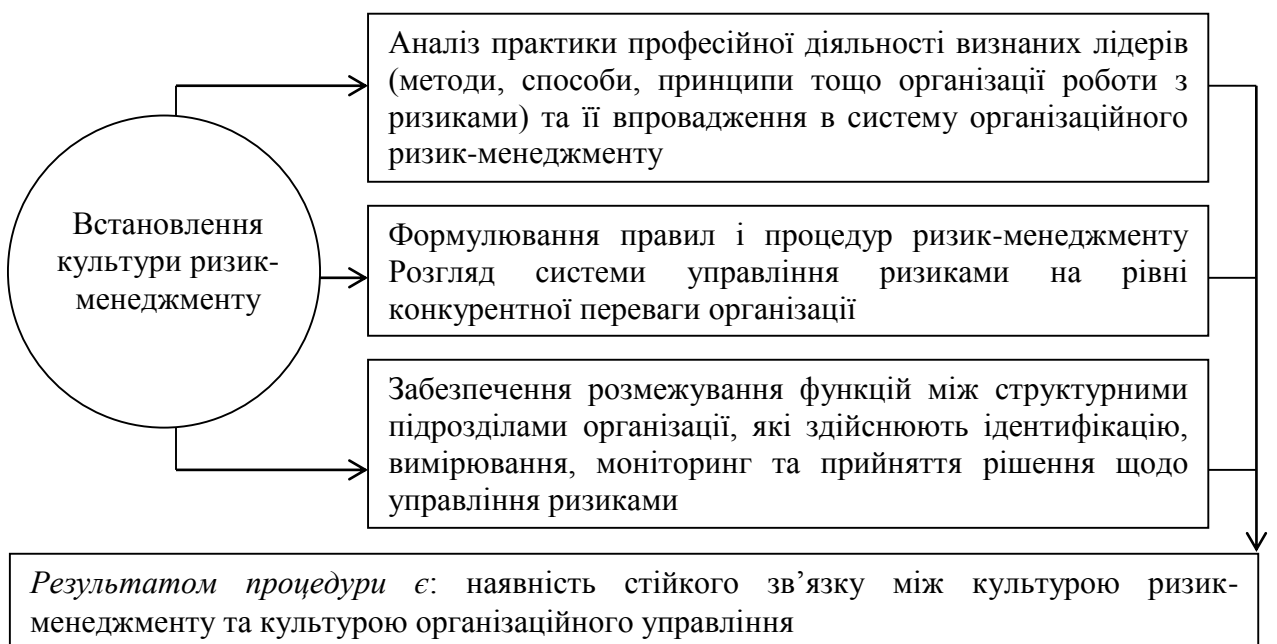 Встановлення
культури ризик-
менеджменту
Аналіз практики професійної діяльності визнаних лідерів
(методи, способи, принципи тощо організації роботи з
ризиками) та її впровадження в систему організаційного
ризик-менеджменту
Формулювання правил і процедур ризик-менеджменту
Розгляд системи управління ризиками на рівні
конкурентної переваги організації
Забезпечення розмежування функцій між структурними
підрозділами організації, які здійснюють ідентифікацію,
вимірювання, моніторинг та прийняття рішення щодо
управління ризиками
Результатом процедури є: наявність стійкого зв’язку між культурою ризик-
менеджменту та культурою організаційного управління